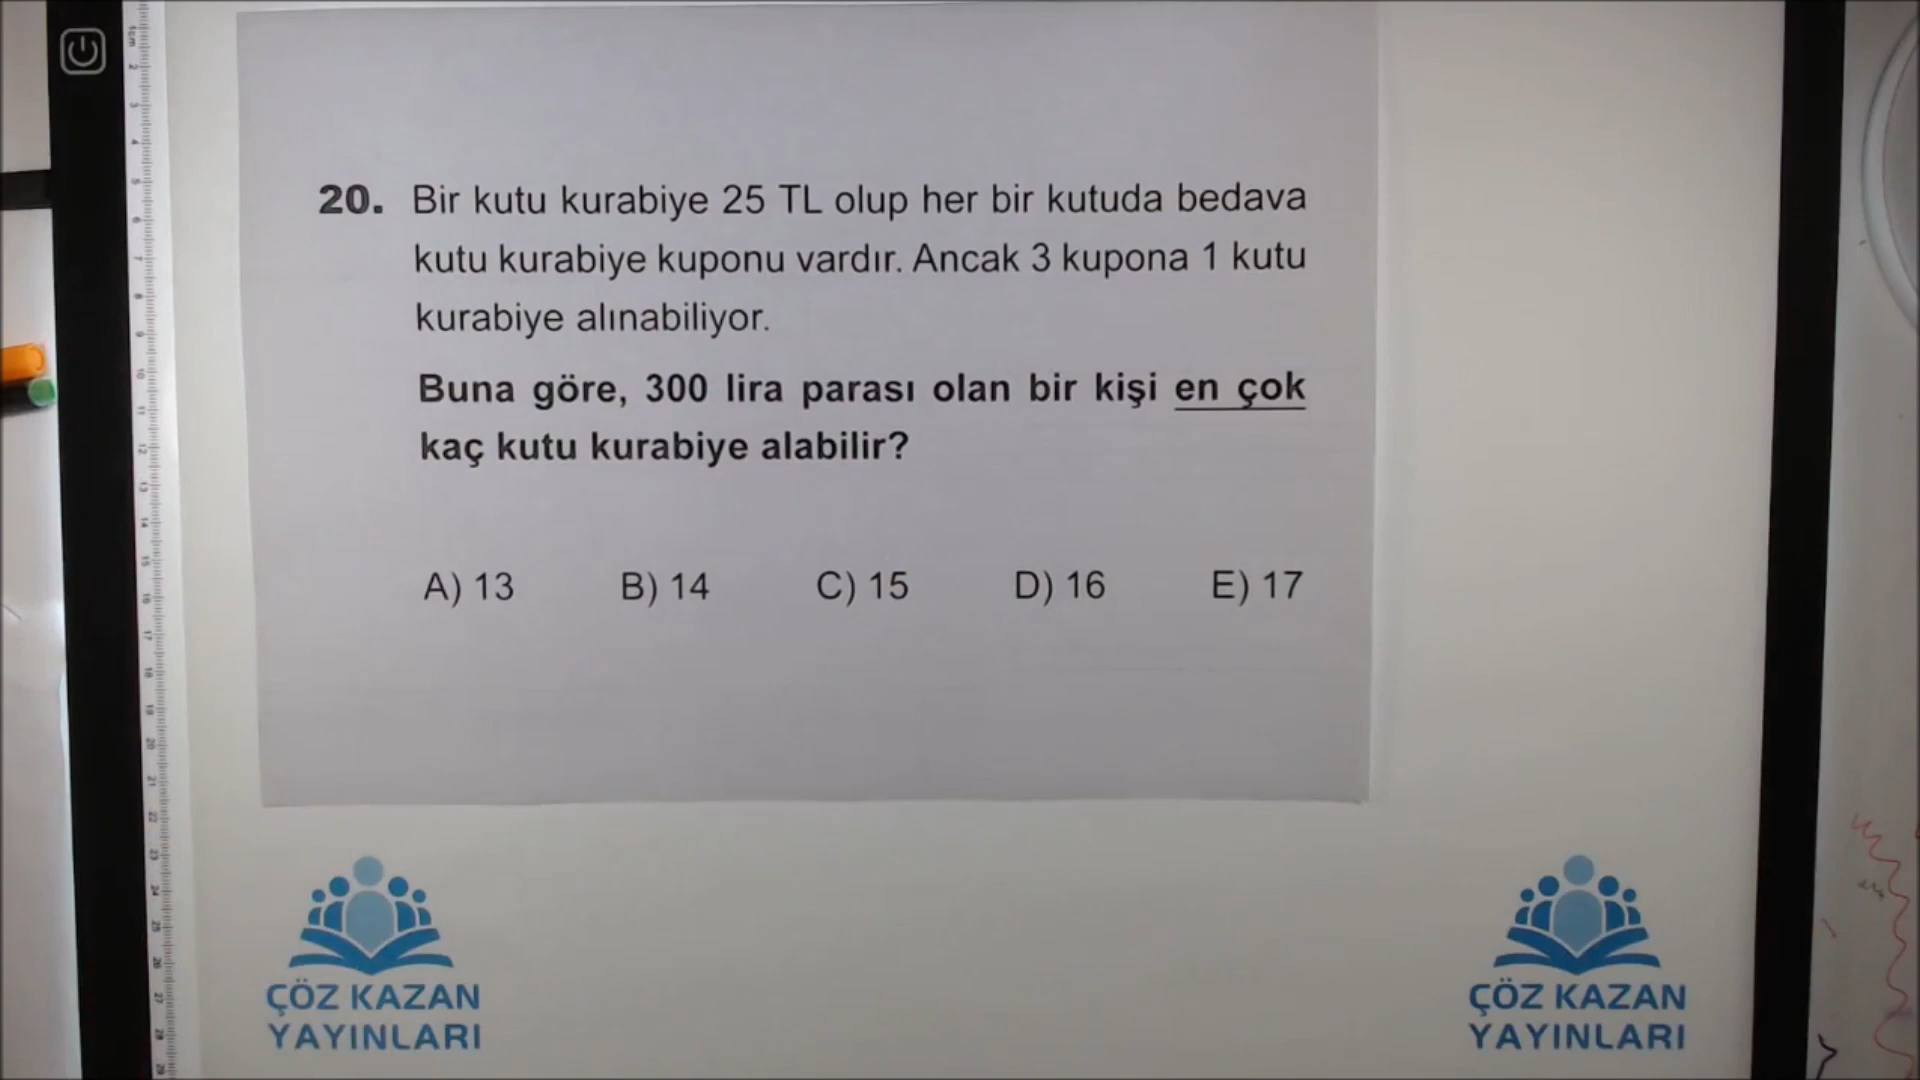 20. Bir kutu kurabiye 25 TL olup her bir kutuda bedava
kutu kurabiye kuponu vardır. Ancak 3 kupona 1 kutu
kurabiye alınabiliyor.
Buna göre, 300 lira parası olan bir kişi en çok
kaç kutu kurabiye alabilir?
A) 13 B) 14 C) 15 D) 16 E) 17
ÇÖZ KAZAN
YAYINLARI
ÇÖZ KAZAN
YAYINLARI